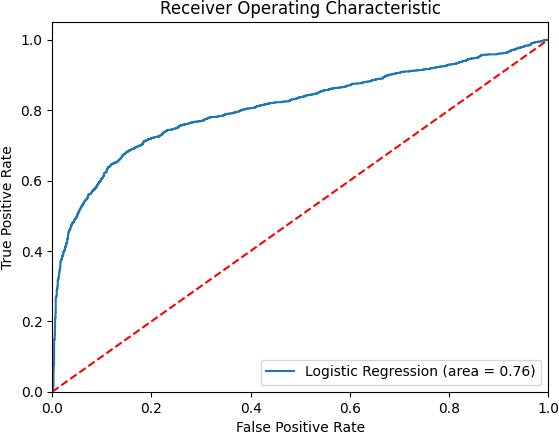 Receiver Operating Characteristic
1.0
0.8
0.6
0.4
0.2
0.0
True Positive Rate
Logistic Regression (area = 0.76)
0.0 0.2 0.4 0.6 0.8 1.0
False Positive Rate